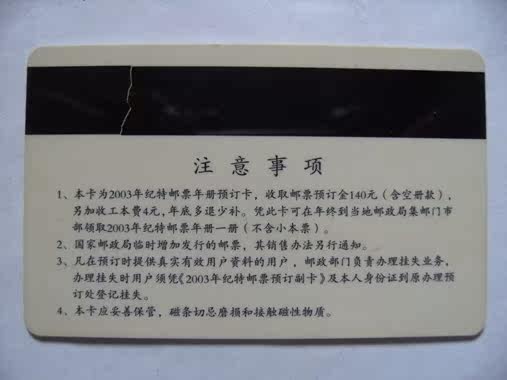 注意事项
1、本卡为2003年纪特邮票年册预订卡，收取邮票预订金140元（含空册款），
另加收工本费4元，年底多退少补。凭此卡可在年终到当地邮政局集邮门市
部领取2003年纪特邮票年册一册（不含小本票）。
2、国家邮政局临时增加发行的邮票，其销售办法另行通知。
3、凡在预订时提供真实有效用户资料的用户，邮政部门负责办理挂失业务，
办理挂失时用户须凭《2003年纪特邮票预订副卡》及本人身份证到原办理预
订处登记挂失。
4、本卡应妥善保管，磁条切忌磨损和接触磁性物质。